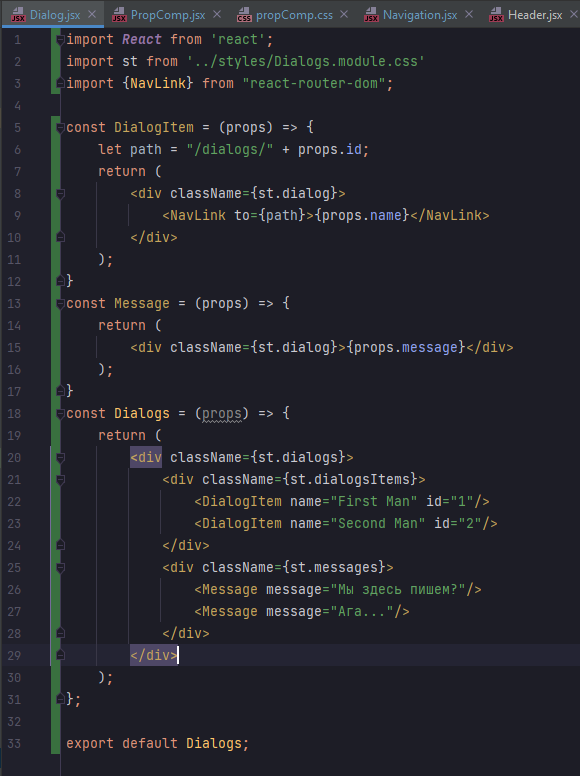 Dialog.jsx PropComp.jsx propComp.css Navigation.jsx Header.jsx
1 import React from 'react';
2 import st from '../styles/Dialogs.module.css'
3 import {NavLink} from "react-router-dom";
4
5 const DialogItem = (props) => {
6 let path = "/dialogs/" + props.id;
7 return (
8 <div className={st.dialog}>
9 <NavLink to={path}>{props.name}</NavLink>
10 </div>
11 );
12 }
13 const Message = (props) => {
14 return (
15 <div className={st.dialog}>{props.message}</div>
16 );
17 }
18 const Dialogs = (props) => {
19 return (
20 <div className={st.dialogs}>
21 <div className={st.dialogsItems}>
22 <DialogItem name="First Man" id="1"/>
23 <DialogItem name="Second Man" id="2"/>
24 </div>
25 <div className={st.messages}>
26 <Message message="Мы здесь пишем?"/>
27 <Message message="Ага..."/>
28 </div>
29 </div>
30 );
31 };
32
33 export default Dialogs;